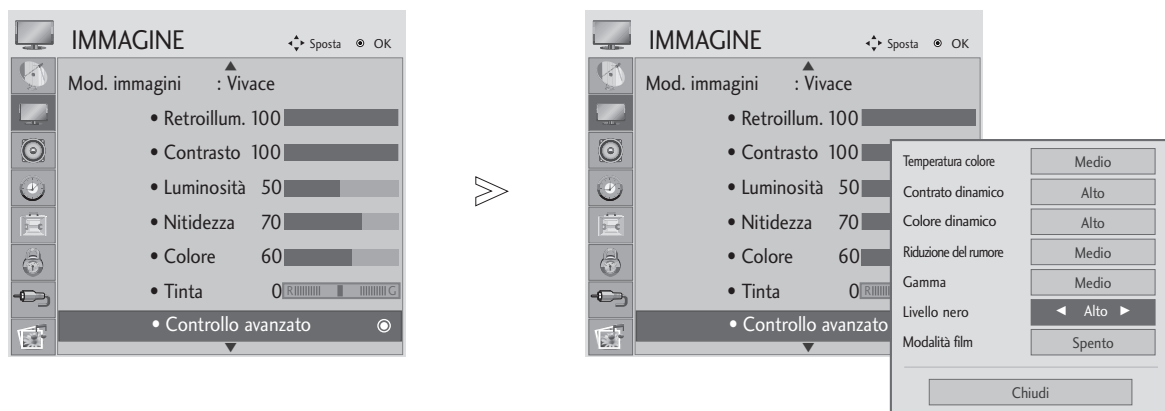 IMMAGINE Sposta OK
Mod. immagini : Vivace
• Retroillum. 100
• Contrasto 100
• Luminosità 50
• Nitidezza 70
• Colore 60
• Tinta 0 R G
• Controllo avanzato
IMMAGINE Sposta OK
Mod. immagini : Vivace
• Retroillum. 100
• Contrasto 100
• Luminosità 50
• Nitidezza 70
• Colore 60
• Tinta 0 R
• Controllo avanzato
Temperatura colore Medio
Contrato dinamico Alto
Colore dinamico Alto
Riduzione del rumore Medio
Gamma Medio
Livello nero ◄ Alto ►
Modalità film Spento
Chiudi